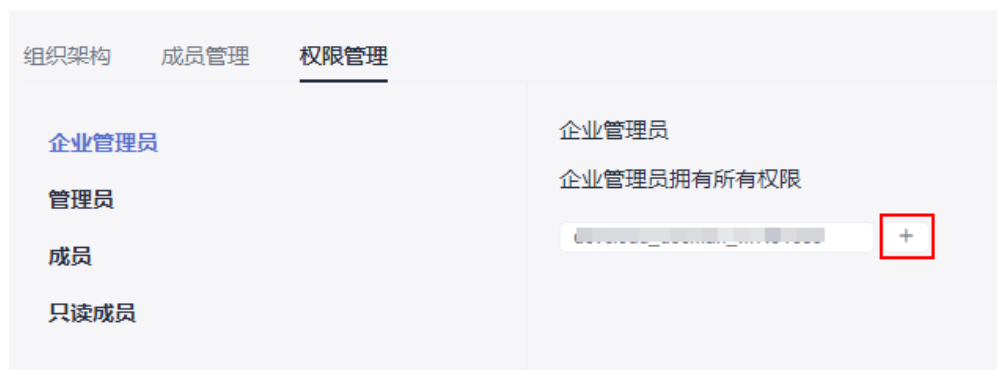 组织架构 成员管理 权限管理
企业管理员
管理员
成员
只读成员
企业管理员
企业管理员拥有所有权限
+